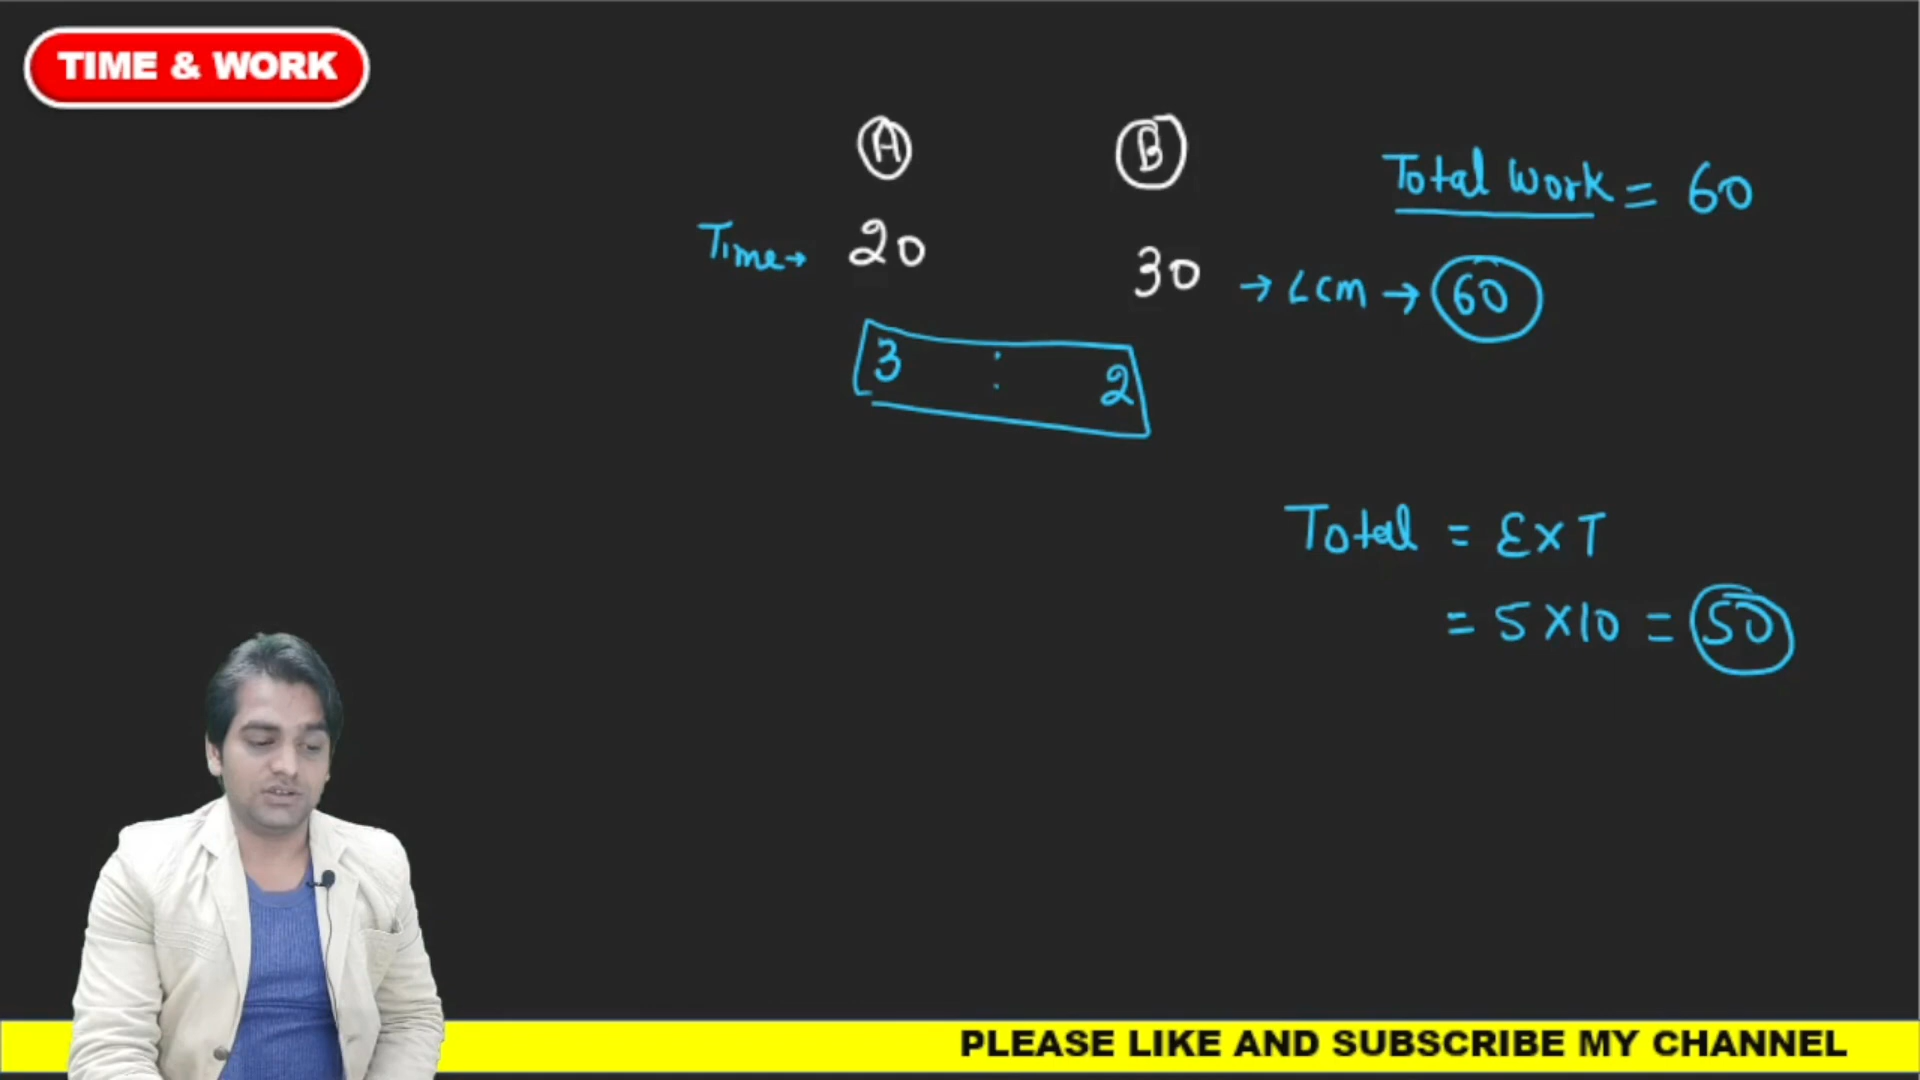 TIME & WORK
A B
Total Work = 60
Time → 20 30 → LCM → 60
3 : 2
Total = E×T
= 5×10 = 50
PLEASE LIKE AND SUBSCRIBE MY CHANNEL